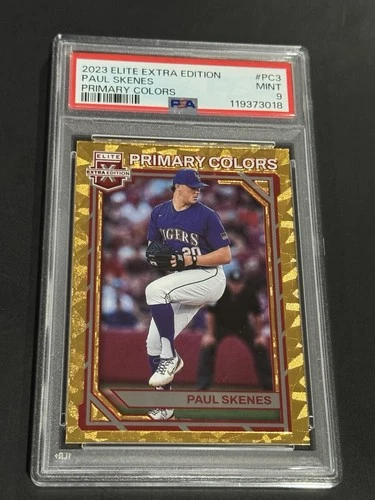 2023 ELITE EXTRA EDITION #PC3
PAUL SKENES MINT
PRIMARY COLORS 9
PSA 119373018
ELITE
X
EXTRA EDITION
PRIMARY COLORS
TIGERS
20
PAUL SKENES